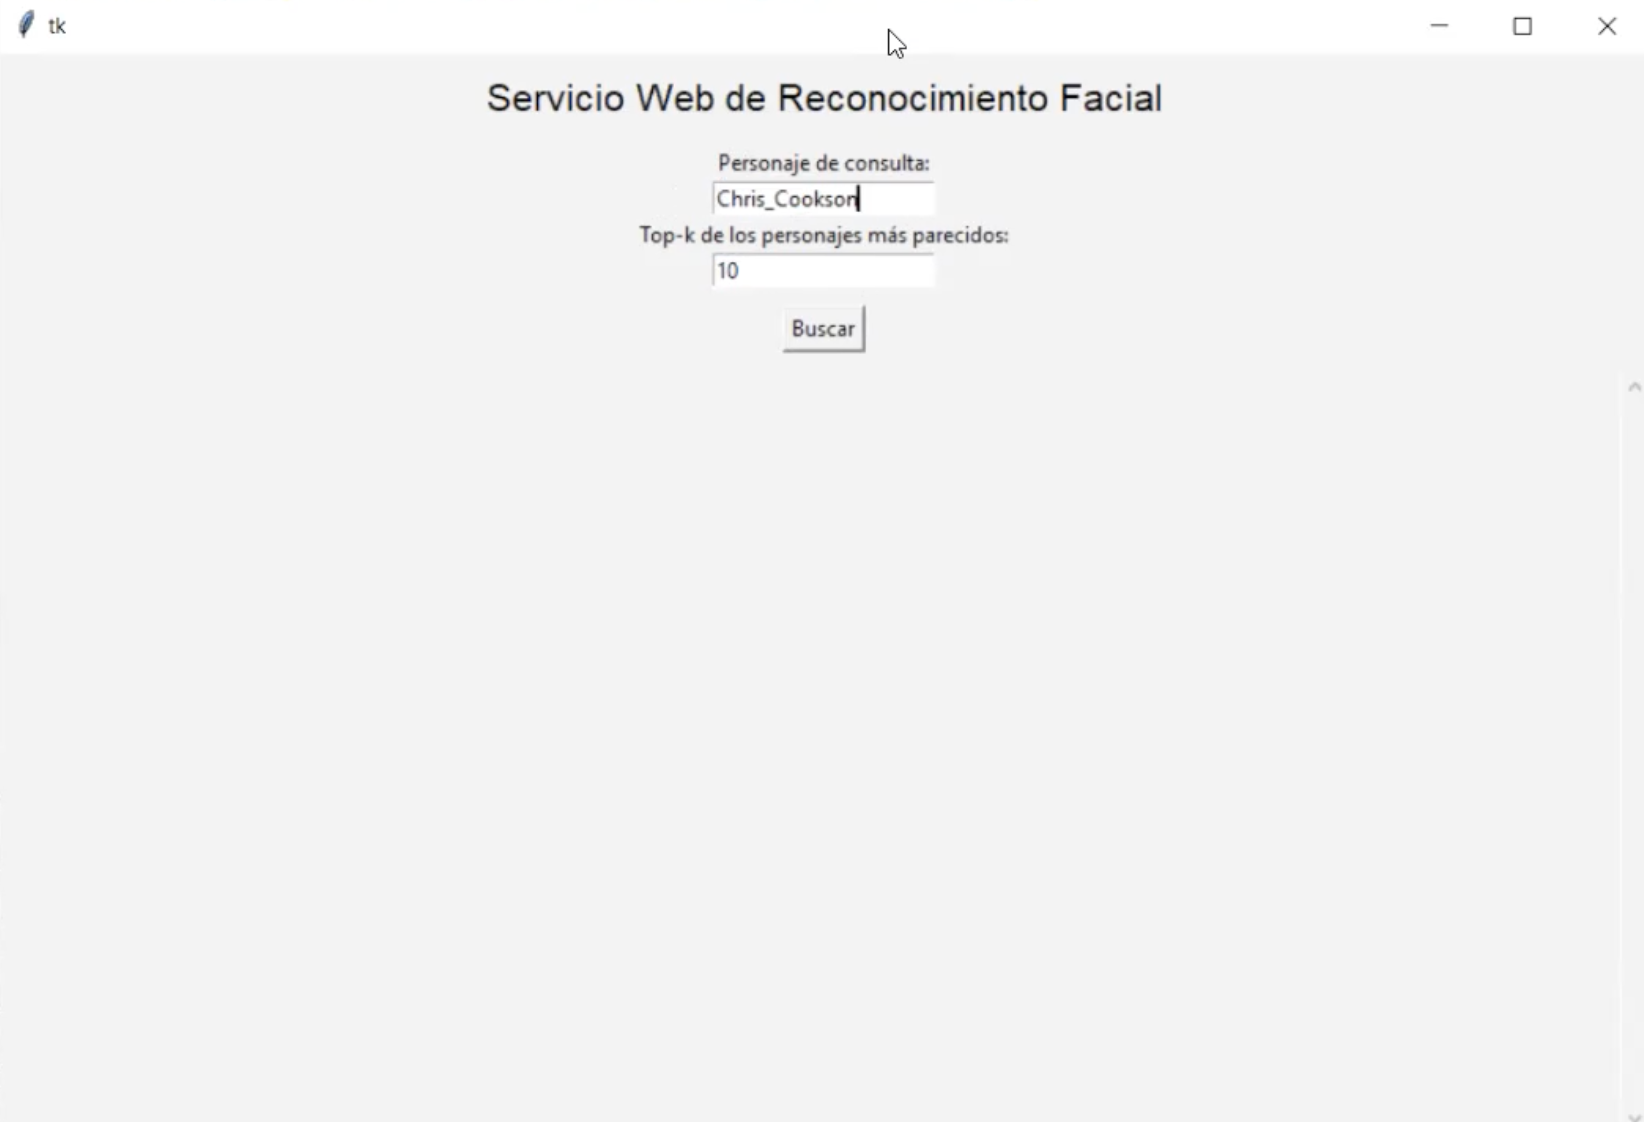 tk
Servicio Web de Reconocimiento Facial
Personaje de consulta:
Chris_Cookson
Top-k de los personajes más parecidos:
10
Buscar